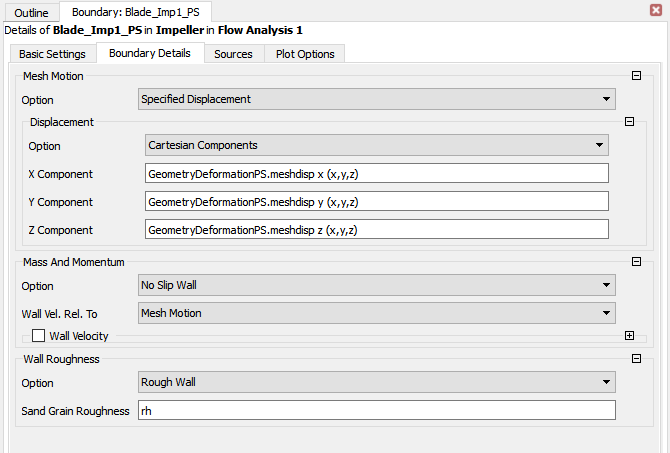 Outline
Boundary: Blade_Imp1_PS
Details of Blade_Imp1_PS in Impeller in Flow Analysis 1
Basic Settings
Boundary Details
Sources
Plot Options
Mesh Motion
Option
Specified Displacement
Displacement
Option
Cartesian Components
X Component
GeometryDeformationPS.meshdisp x (x,y,z)
Y Component
GeometryDeformationPS.meshdisp y (x,y,z)
Z Component
GeometryDeformationPS.meshdisp z (x,y,z)
Mass And Momentum
Option
No Slip Wall
Wall Vel. Rel. To
Mesh Motion
Wall Velocity
Wall Roughness
Option
Rough Wall
Sand Grain Roughness
rh